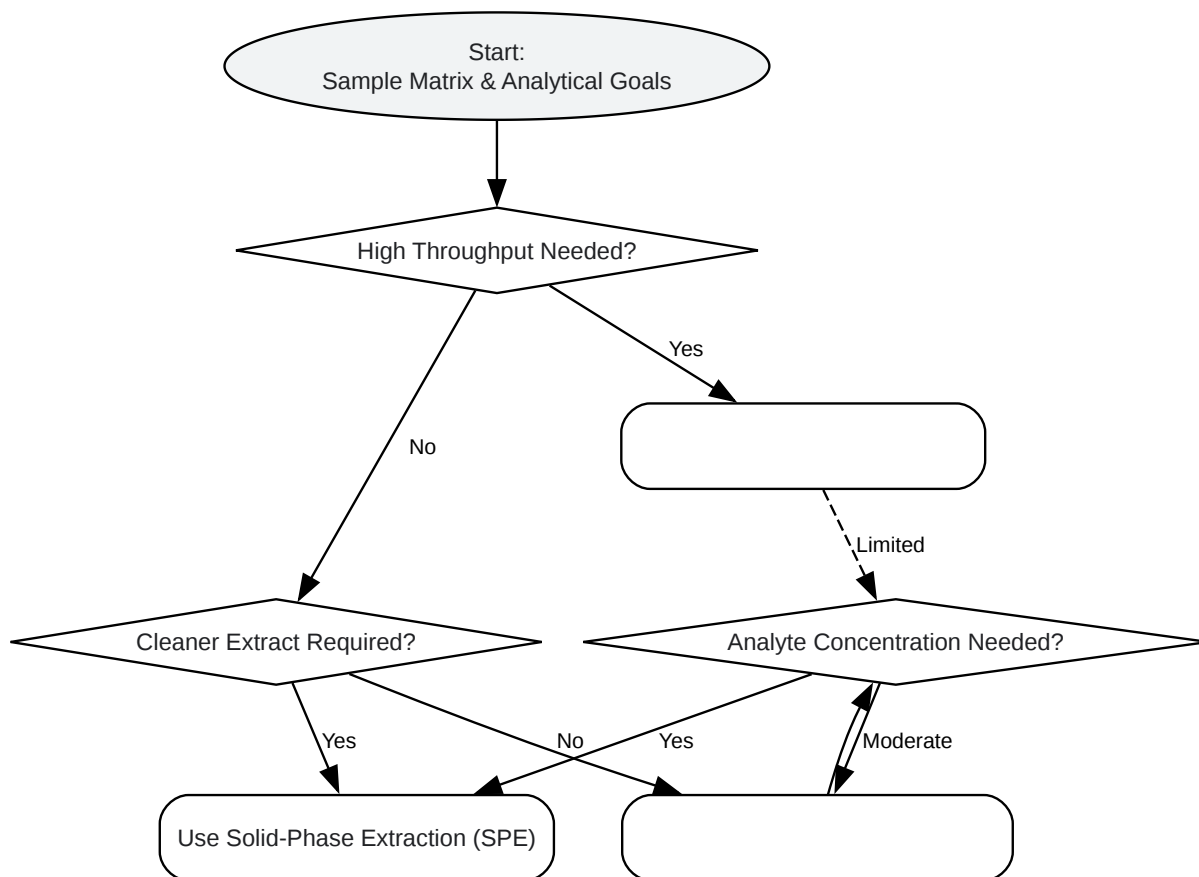 Start:
Sample Matrix & Analytical Goals
High Throughput Needed?
Yes
No
Limited
Cleaner Extract Required?
Analyte Concentration Needed?
Yes
No
Yes
Moderate
Use Solid-Phase Extraction (SPE)